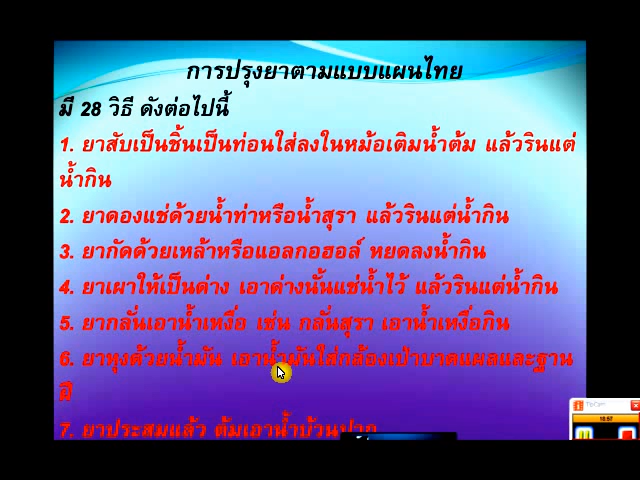 การปรุงยาตามแบบแผนไทย
มี 28 วิธี ดังต่อไปนี้
1. ยาสับเป็นชิ้นเป็นท่อนใส่ลงในหม้อเติมน้ำต้ม แล้วรินแต่
น้ำกิน
2. ยาดองแช่ด้วยน้ำท่าหรือน้ำสุรา แล้วรินแต่น้ำกิน
3. ยากัดด้วยเหล้าหรือแอลกอฮอล์ หยดลงน้ำกิน
4. ยาเผาให้เป็นด่าง เอาด่างนั้นแช่น้ำไว้ แล้วรินแต่น้ำกิน
5. ยากลั่นเอาน้ำเหงื่อ เช่น กลั่นสุรา เอาน้ำเหงื่อกิน
6. ยาหุงด้วยน้ำมัน เอาน้ำมันใส่กล้องเป่าบาดแผลและฐาน
ฝี
7. ยาประสมแล้ว ต้มเอาน้ำบ้วนปาก